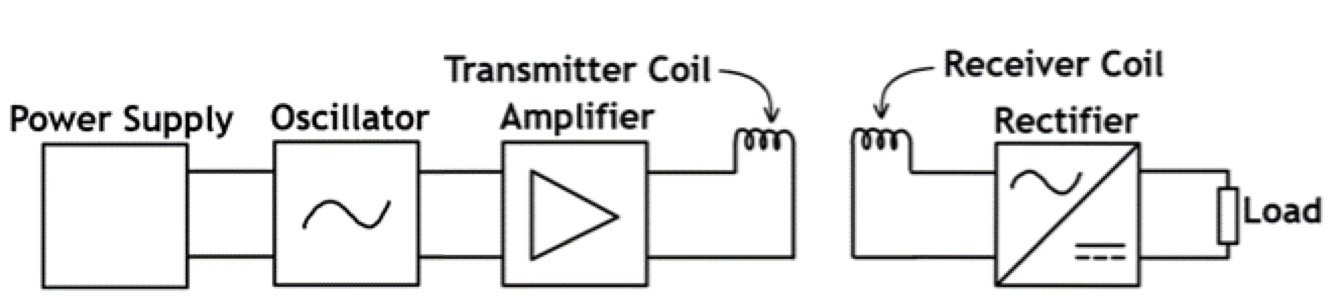 Transmitter Coil
Receiver Coil
Power Supply
Oscillator
Amplifier
Rectifier
Load